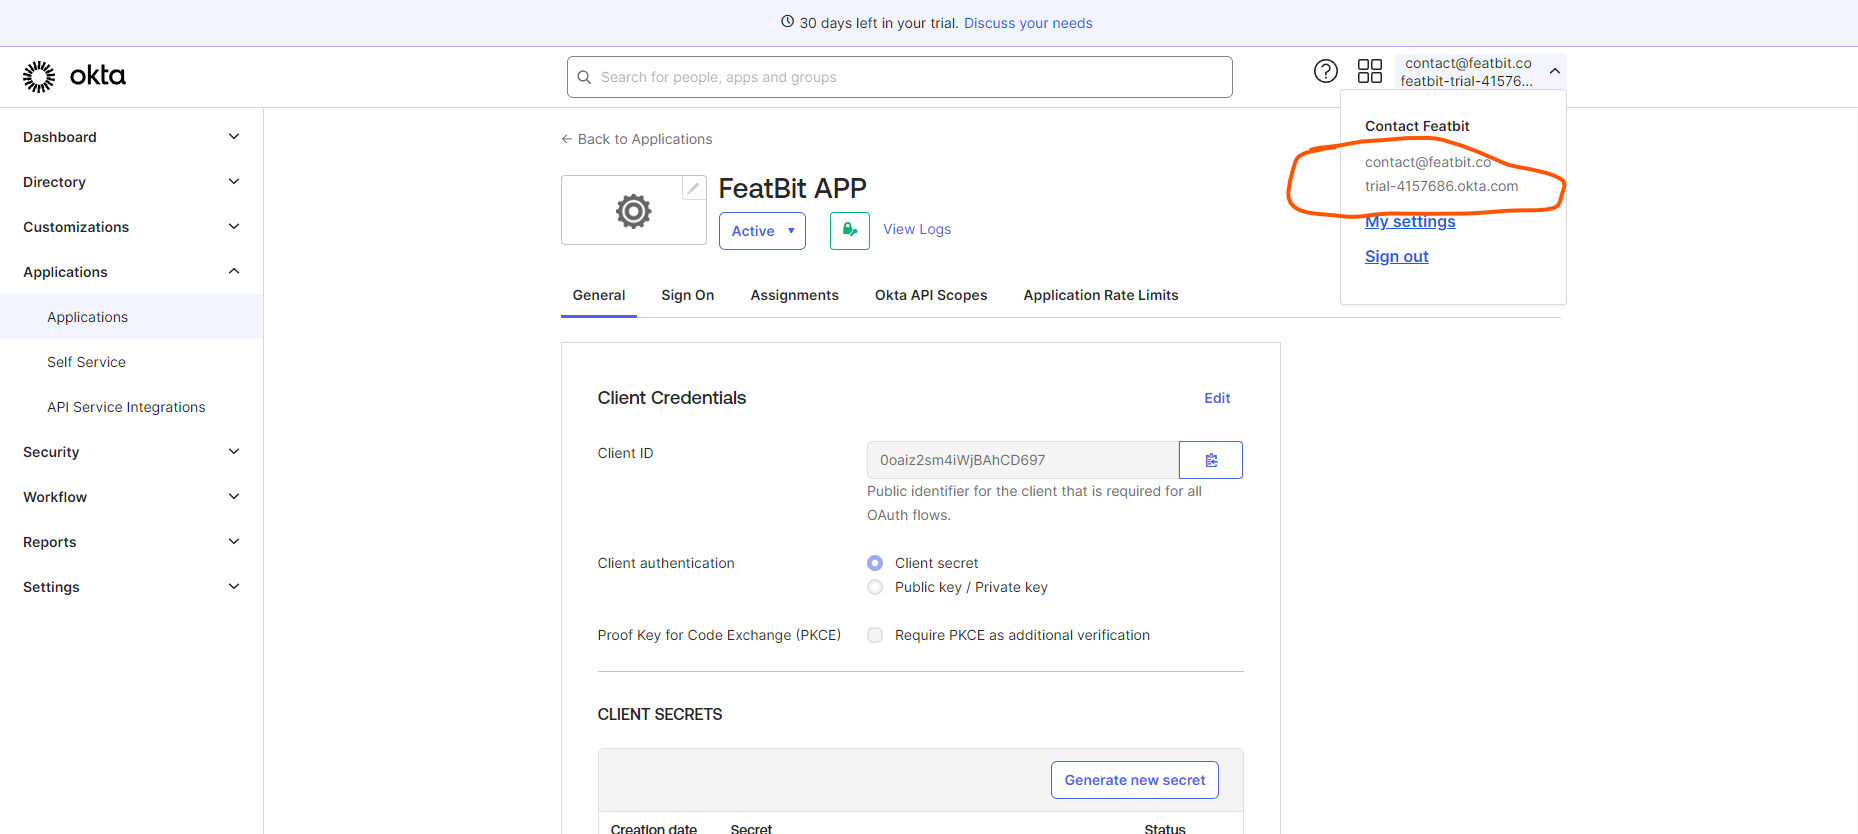 30 days left in your trial. Discuss your needs
okta
Search for people, apps and groups
contact@featbit.co
featbit-trial-41576...
Dashboard
Directory
Customizations
Applications
Applications
Self Service
API Service Integrations
Security
Workflow
Reports
Settings
Contact Featbit
contact@featbit.co
trial-4157686.okta.com
My settings
Sign out
← Back to Applications
FeatBit APP
Active
View Logs
General Sign On Assignments Okta API Scopes Application Rate Limits
Client Credentials Edit
Client ID
0oaiz2sm4iWjBAhCD697
Public identifier for the client that is required for all
OAuth flows.
Client authentication
Client secret
Public key / Private key
Proof Key for Code Exchange (PKCE)
Require PKCE as additional verification
CLIENT SECRETS
Generate new secret
Creation date Secret Status